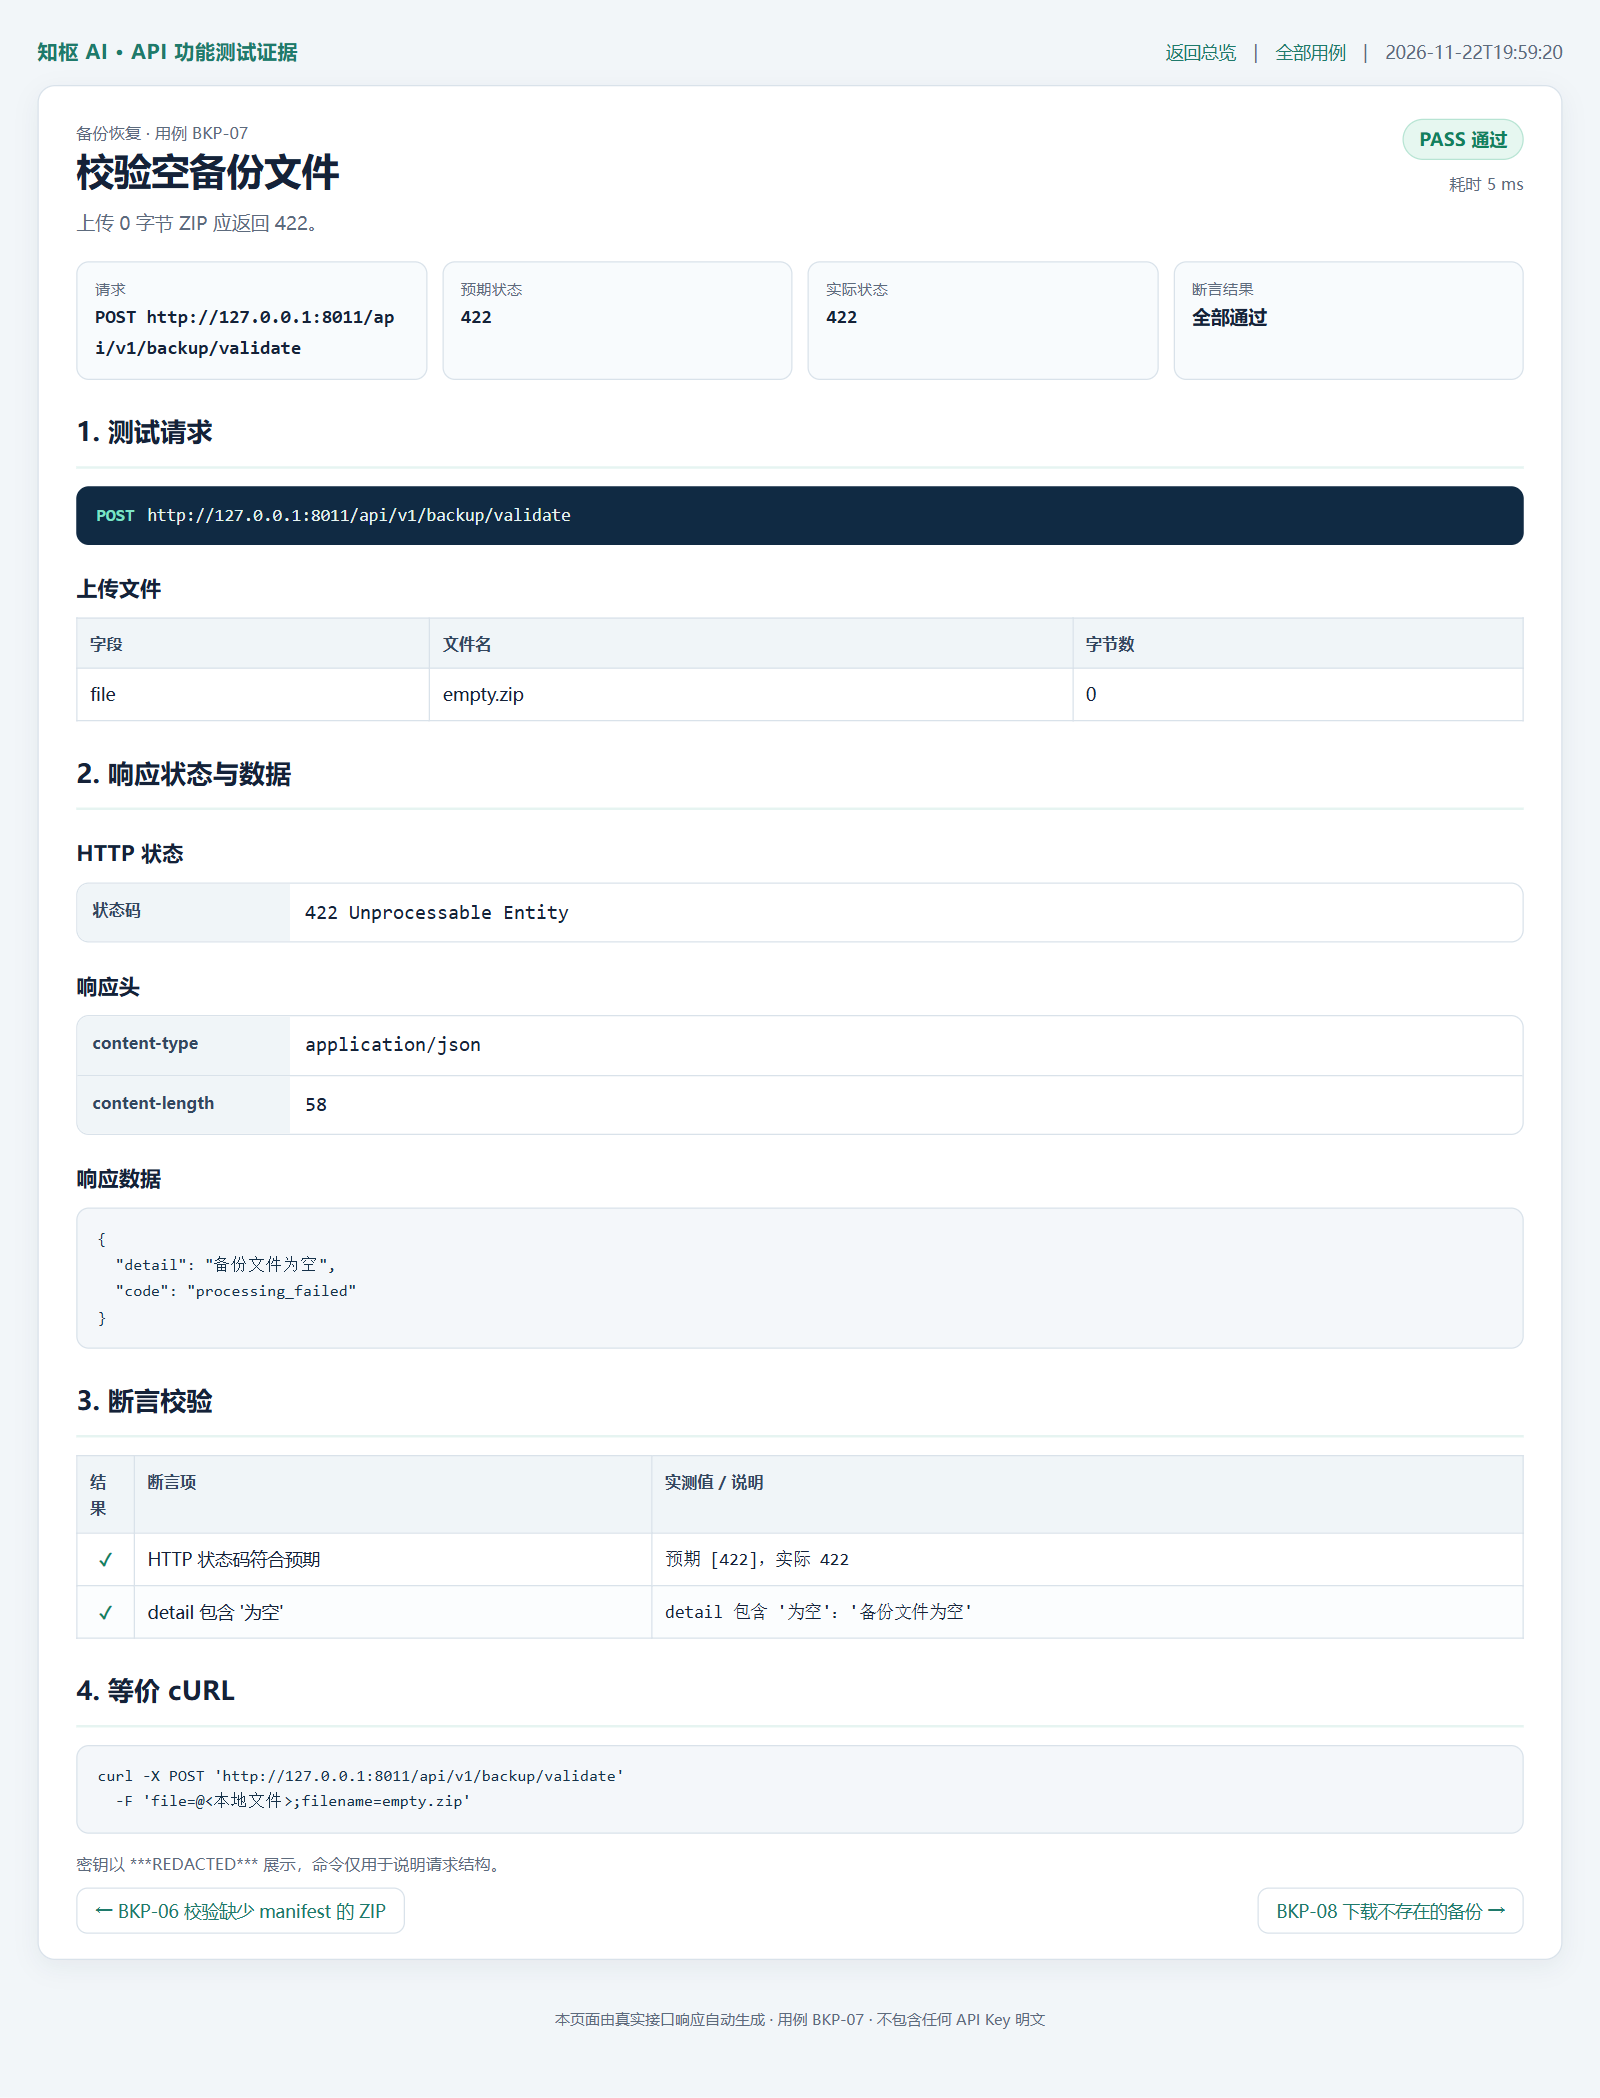 知枢 AI · API 功能测试证据
返回总览 | 全部用例 | 2026-11-22T19:59:20
备份恢复 · 用例 BKP-07
校验空备份文件
上传 0 字节 ZIP 应返回 422。
PASS 通过
耗时 5 ms
请求
POST http://127.0.0.1:8011/ap
i/v1/backup/validate
预期状态
422
实际状态
422
断言结果
全部通过
1. 测试请求
POST http://127.0.0.1:8011/api/v1/backup/validate
上传文件
字段 文件名 字节数
file empty.zip 0
2. 响应状态与数据
HTTP 状态
状态码 422 Unprocessable Entity
响应头
content-type application/json
content-length 58
响应数据
{
"detail": "备份文件为空",
"code": "processing_failed"
}
3. 断言校验
结
果
断言项 实测值 / 说明
✓ HTTP 状态码符合预期 预期 [422]，实际 422
✓ detail 包含 '为空' detail 包含 '为空'：'备份文件为空'
4. 等价 cURL
curl -X POST 'http://127.0.0.1:8011/api/v1/backup/validate'
-F 'file=@<本地文件>;filename=empty.zip'
密钥以 ***REDACTED*** 展示，命令仅用于说明请求结构。
← BKP-06 校验缺少 manifest 的 ZIP
BKP-08 下载不存在的备份 →
本页面由真实接口响应自动生成 · 用例 BKP-07 · 不包含任何 API Key 明文